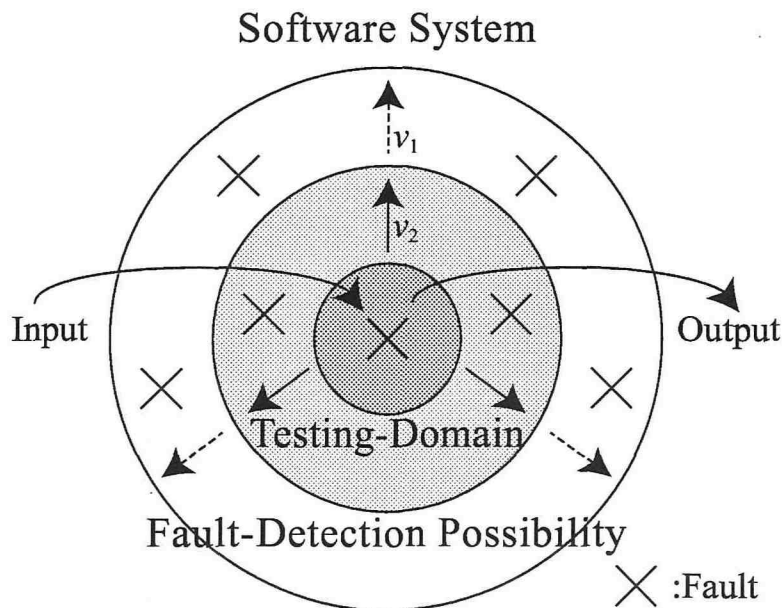 Software System
v₁
v₂
Input
Output
Testing-Domain
Fault-Detection Possibility
:Fault